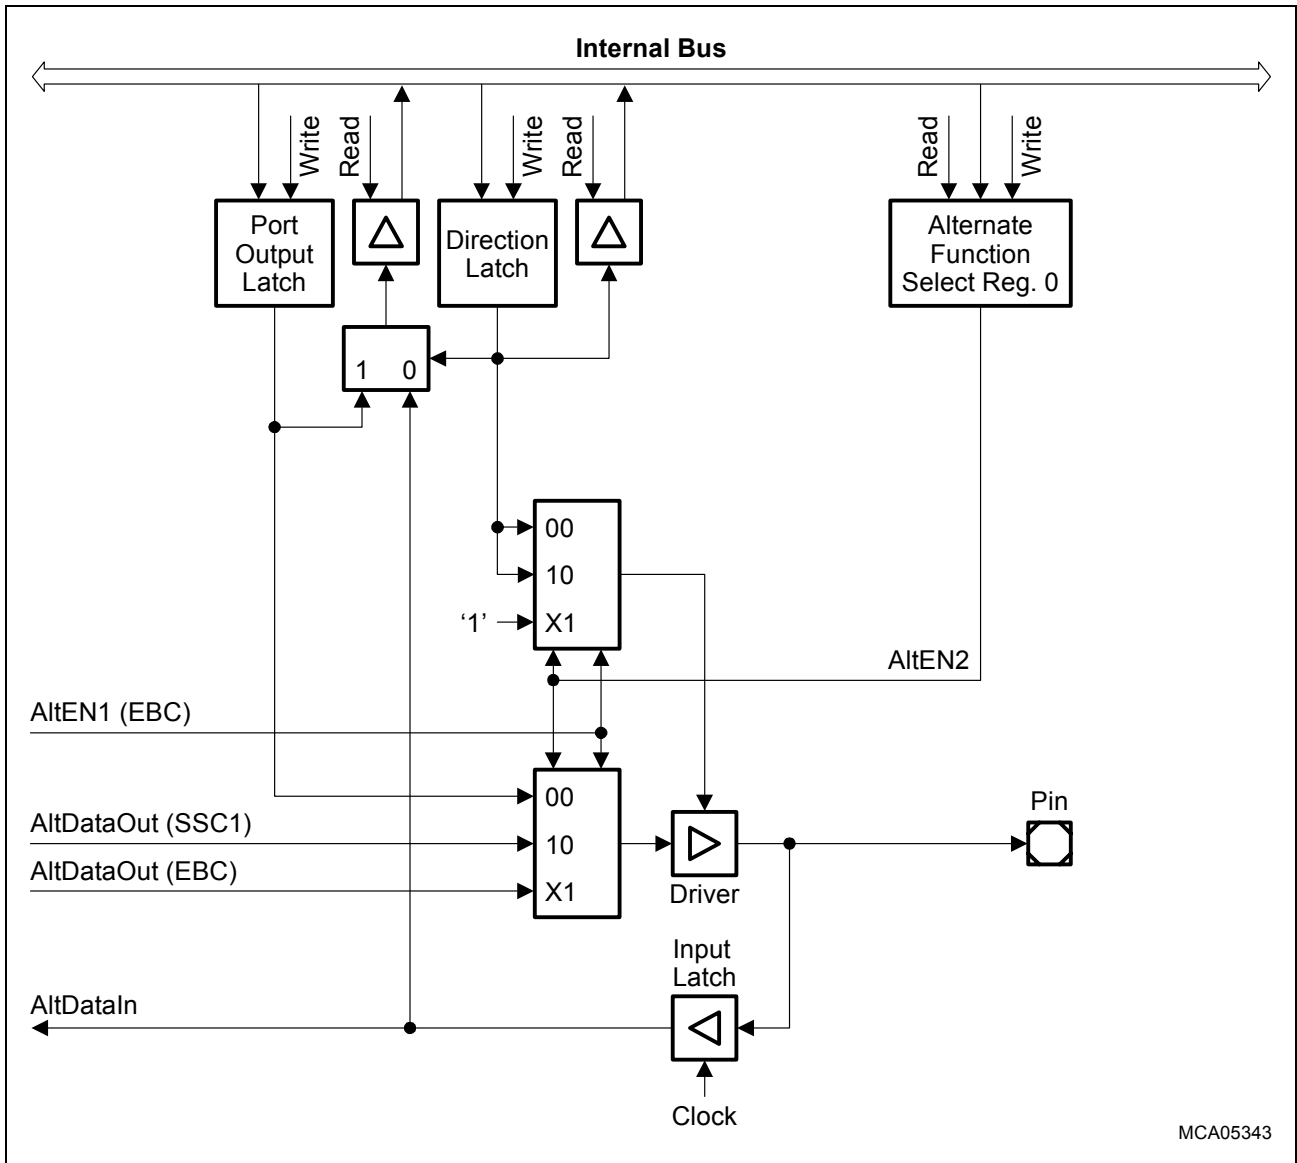 Internal Bus
Write
Read
Write
Read
Read
Write
Port
Output
Latch
Direction
Latch
Alternate
Function
Select Reg. 0
1 0
00
10
‘1’ X1
AltEN2
AltEN1 (EBC)
00
AltDataOut (SSC1)
10
AltDataOut (EBC)
X1
Pin
Driver
Input
Latch
AltDataIn
Clock
MCA05343